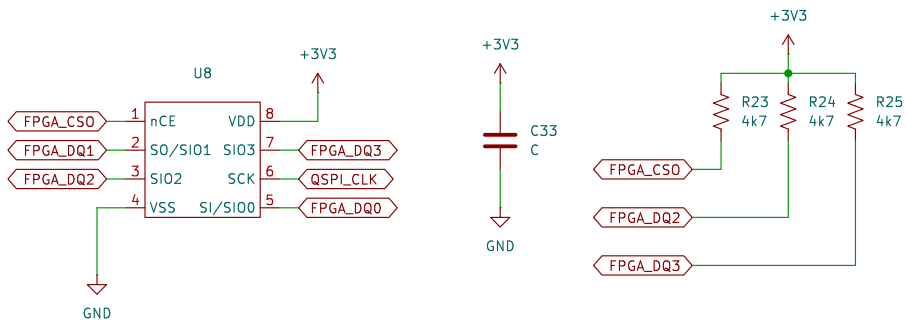 U8
+3V3
FPGA_CSO 1 nCE VDD 8
FPGA_DQ1 2 SO/SIO1 SIO3 7 FPGA_DQ3
FPGA_DQ2 3 SIO2 SCK 6 QSPI_CLK
4 VSS SI/SIO0 5 FPGA_DQ0
GND
+3V3
C33
C
GND
+3V3
R23 R24 R25
4k7 4k7 4k7
FPGA_CSO
FPGA_DQ2
FPGA_DQ3